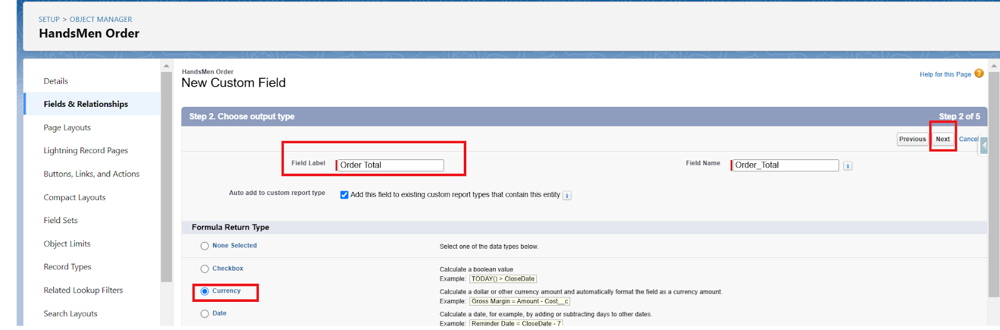 SETUP > OBJECT MANAGER
HandsMen Order
Details
Fields & Relationships
Page Layouts
Lightning Record Pages
Buttons, Links, and Actions
Compact Layouts
Field Sets
Object Limits
Record Types
Related Lookup Filters
Search Layouts
HandsMen Order
New Custom Field
Help for this Page ?
Step 2. Choose output type Step 2 of 5
Previous Next Cancel
Field Label Order Total Field Name Order_Total i
Auto add to custom report type Add this field to existing custom report types that contain this entity i
Formula Return Type
None Selected Select one of the data types below.
Checkbox Calculate a boolean value
Example: TODAY() > CloseDate
Currency Calculate a dollar or other currency amount and automatically format the field as a currency amount.
Example: Gross Margin = Amount - Cost__c
Date Calculate a date, for example, by adding or subtracting days to other dates.
Example: Reminder Date = CloseDate - 7